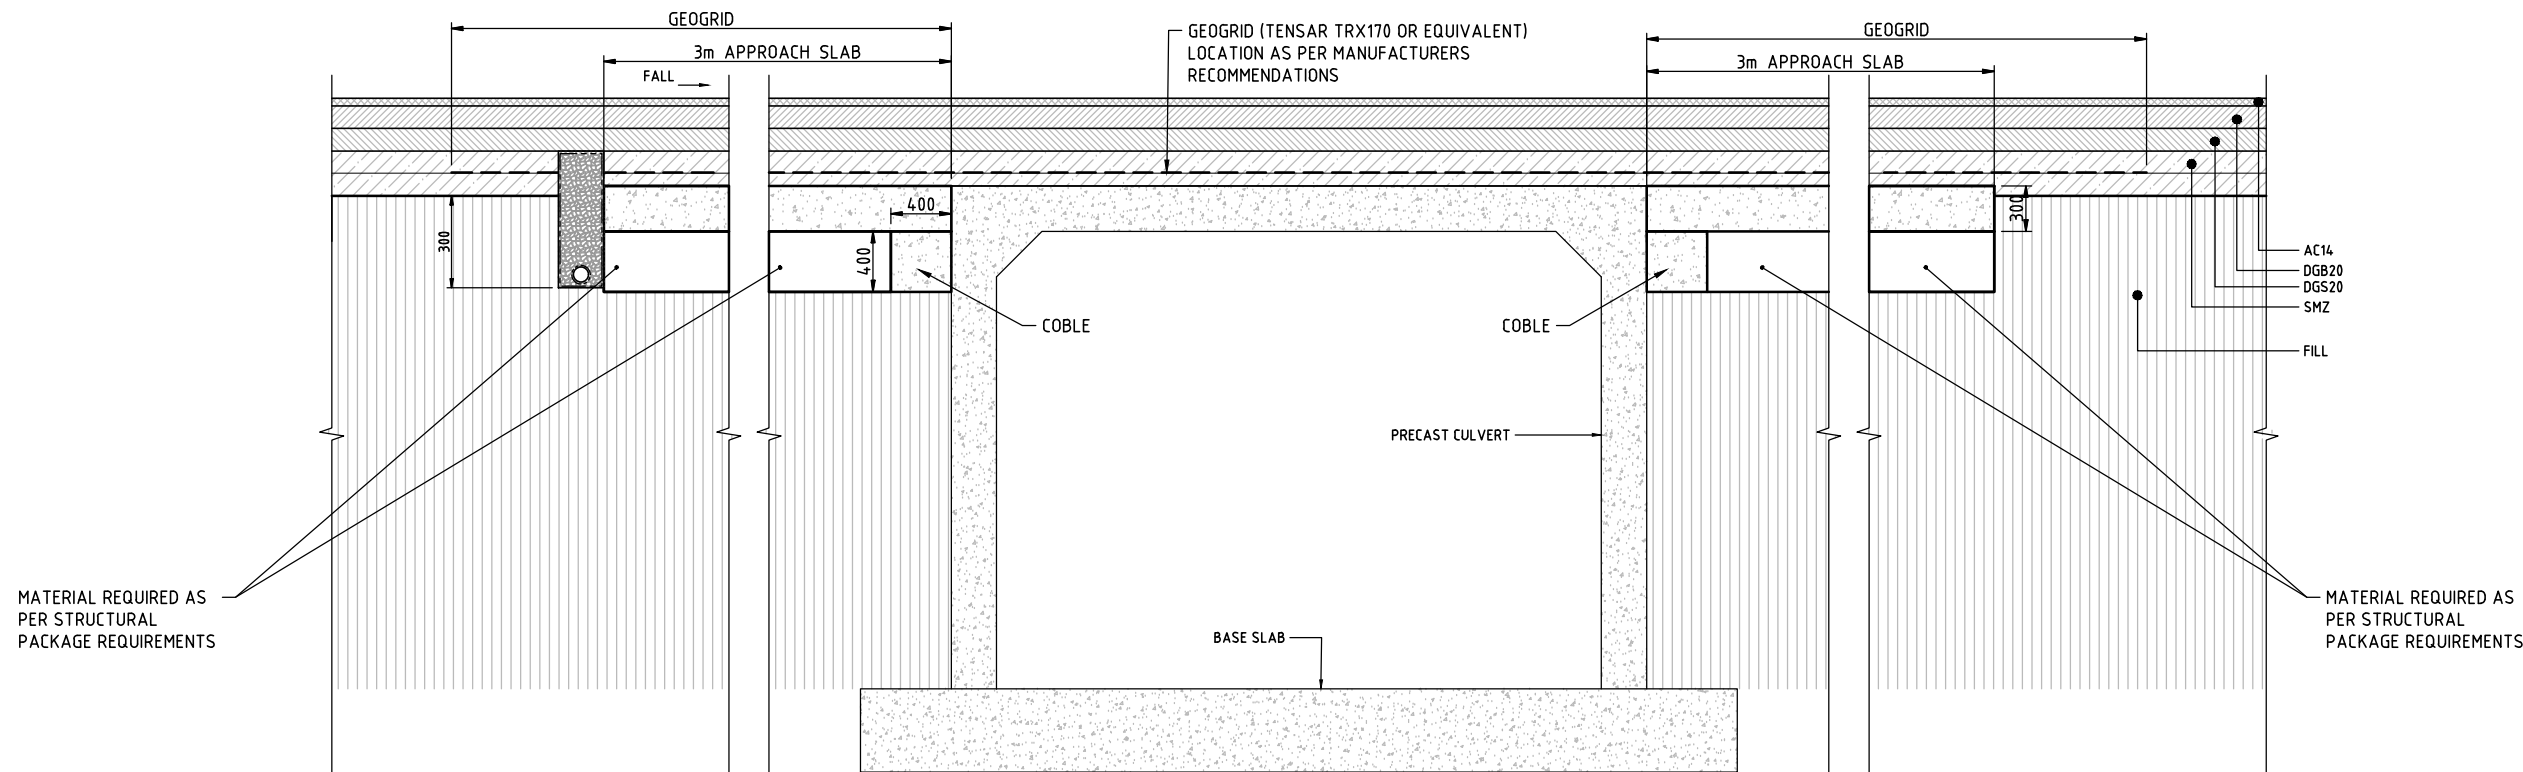 GEOGRID
3m APPROACH SLAB
FALL
GEOGRID (TENSAR TRX170 OR EQUIVALENT)
LOCATION AS PER MANUFACTURERS
RECOMMENDATIONS
GEOGRID
3m APPROACH SLAB
400
300
400
300
COBLE
COBLE
AC14
DGB20
DGS20
SMZ
FILL
PRECAST CULVERT
MATERIAL REQUIRED AS
PER STRUCTURAL
PACKAGE REQUIREMENTS
BASE SLAB
MATERIAL REQUIRED AS
PER STRUCTURAL
PACKAGE REQUIREMENTS